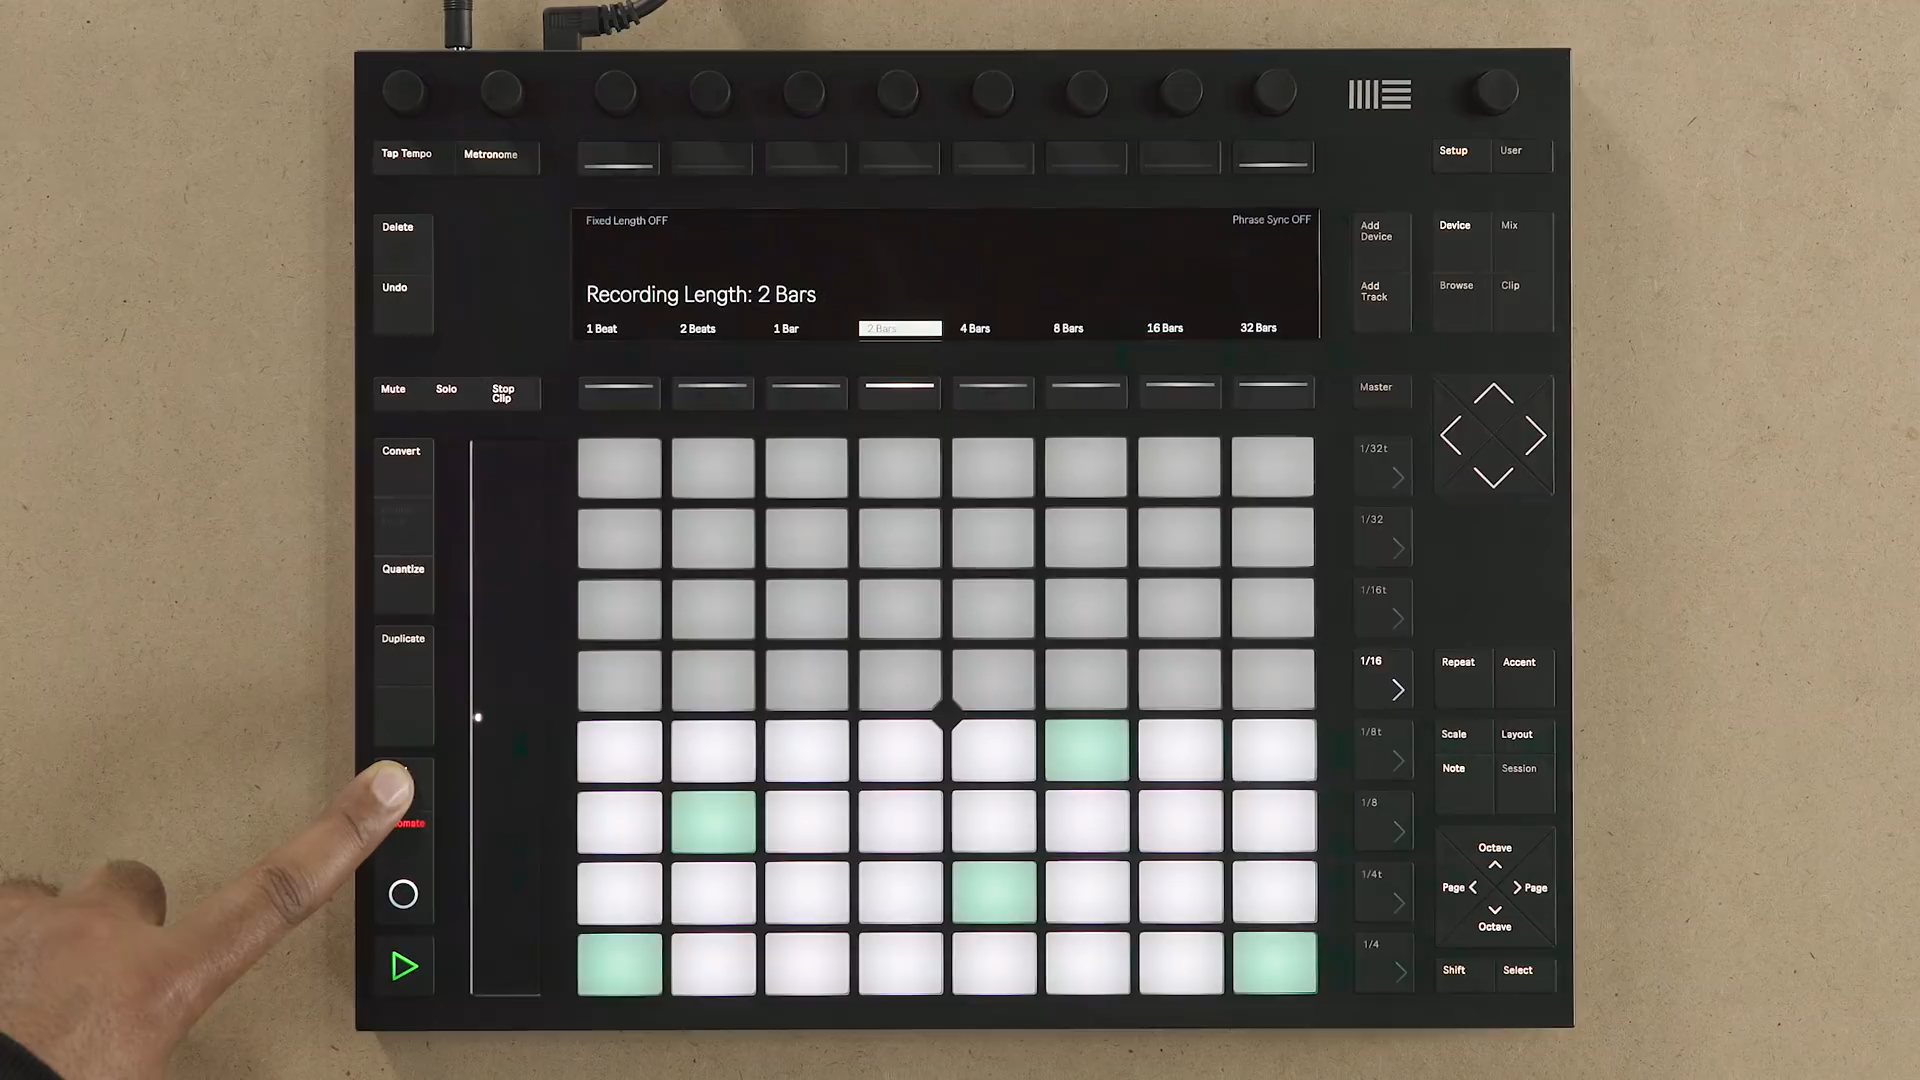 Tap Tempo
Metronome
Setup
User
Delete
Undo
Fixed Length OFF
Phrase Sync OFF
Recording Length: 2 Bars
1 Beat
2 Beats
1 Bar
2 Bars
4 Bars
8 Bars
16 Bars
32 Bars
Add
Device
Add
Track
Device
Mix
Browse
Clip
Mute
Solo
Stop
Clip
Master
Convert
Quantize
Duplicate
1/32t
1/32
1/16t
1/16
1/8t
1/8
1/4t
1/4
Repeat
Accent
Scale
Layout
Note
Session
Octave
Page
Page
Octave
Shift
Select